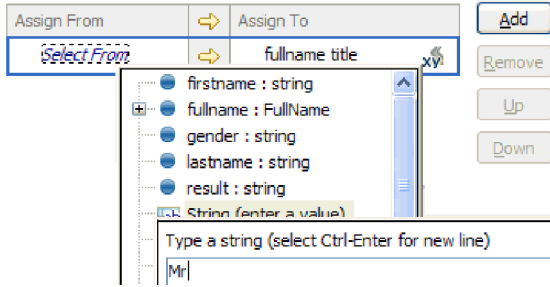 Assign From Assign To Add
Select From fullname title xy Remove
firstname : string
fullname : FullName Up
gender : string
lastname : string Down
result : string
String (enter a value)
Type a string (select Ctrl-Enter for new line)
Mr